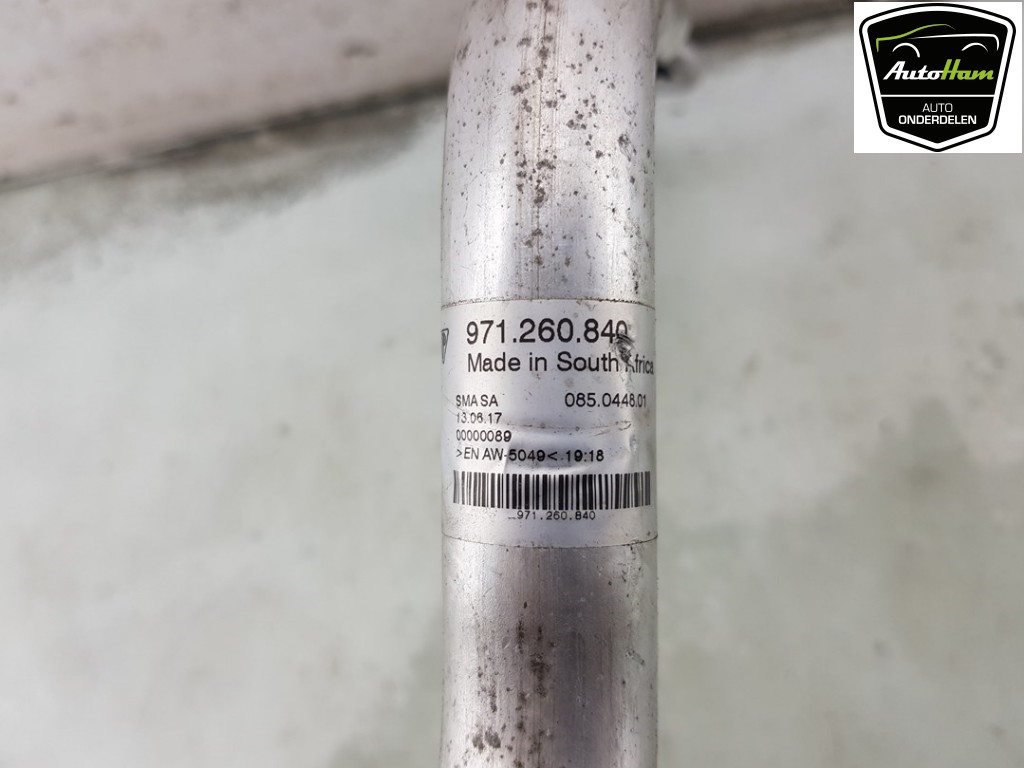 AutoHam
AUTO
ONDERDELEN
971.260.840
Made in South Africa
SMA SA 085.0448.01
13.06.17
00000089
>EN AW-5049< 19:18
_971.260.840